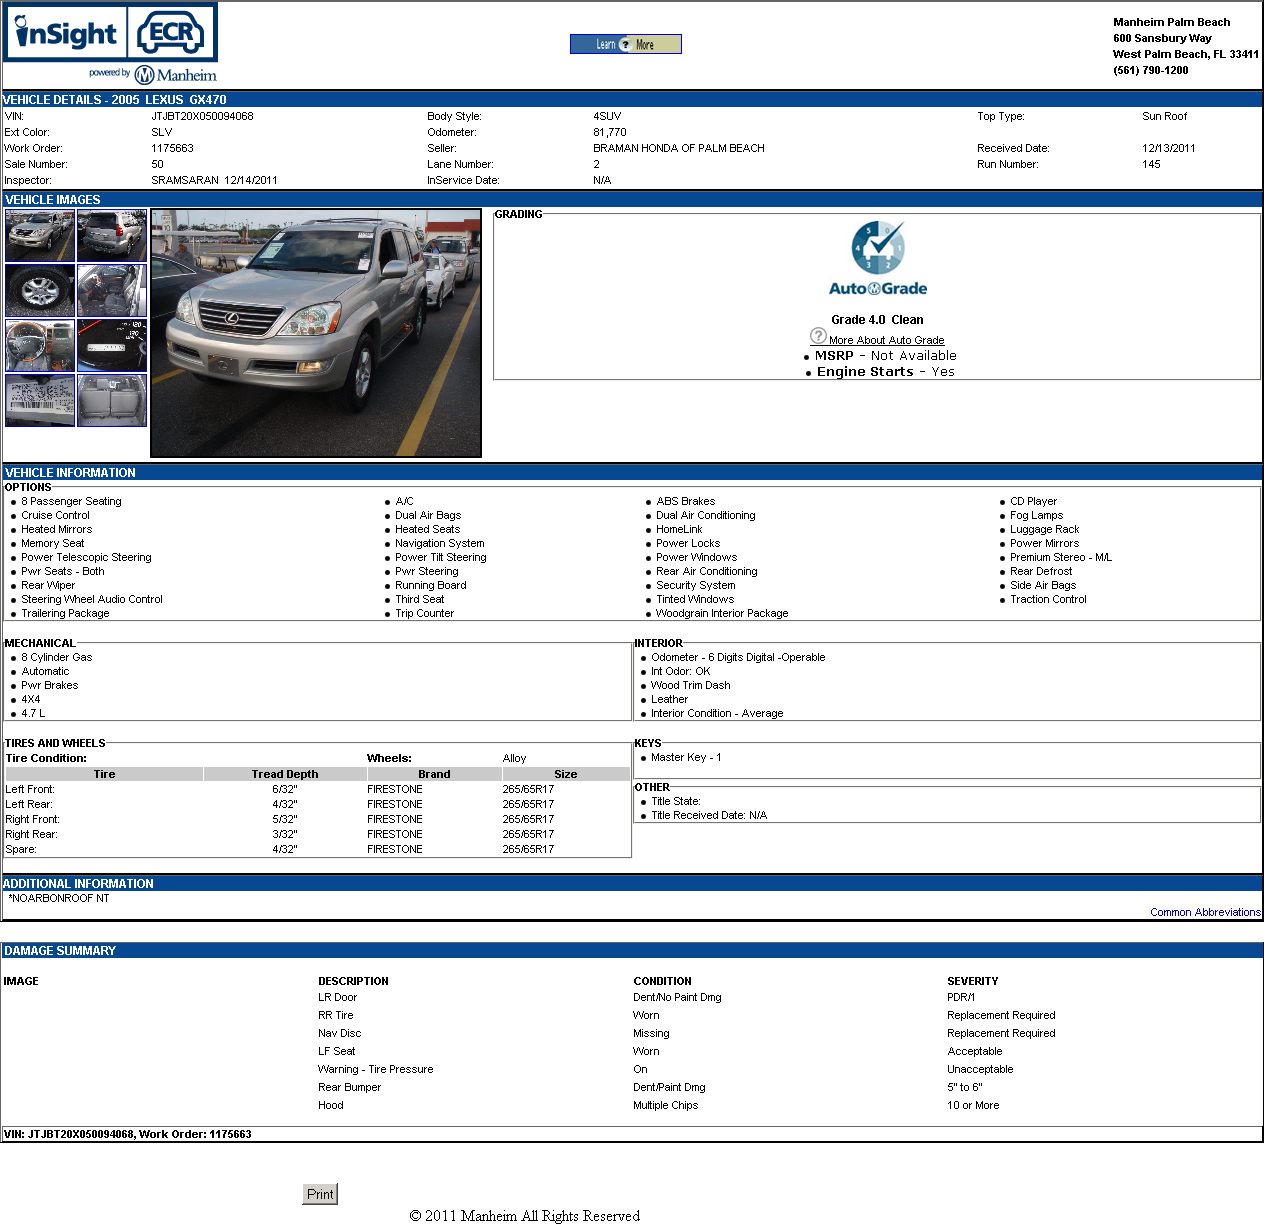 inSight ECR
powered by Manheim
Learn ? More
Manheim Palm Beach
600 Sansbury Way
West Palm Beach, FL 33411
(561) 790-1200
VEHICLE DETAILS - 2005 LEXUS GX470
VIN: JTJBT20X050094068 Body Style: 4SUV Top Type: Sun Roof
Ext Color: SLV Odometer: 81,770
Work Order: 1175663 Seller: BRAMAN HONDA OF PALM BEACH Received Date: 12/13/2011
Sale Number: 50 Lane Number: 2 Run Number: 145
Inspector: SRAMSARAN 12/14/2011 InService Date: N/A
VEHICLE IMAGES
GRADING
5 0 4 1 3 2
AutoGrade
Grade 4.0 Clean
? More About Auto Grade
• MSRP - Not Available
• Engine Starts - Yes
VEHICLE INFORMATION
OPTIONS
• 8 Passenger Seating • A/C • ABS Brakes • CD Player
• Cruise Control • Dual Air Bags • Dual Air Conditioning • Fog Lamps
• Heated Mirrors • Heated Seats • HomeLink • Luggage Rack
• Memory Seat • Navigation System • Power Locks • Power Mirrors
• Power Telescopic Steering • Power Tilt Steering • Power Windows • Premium Stereo - M/L
• Pwr Seats - Both • Pwr Steering • Rear Air Conditioning • Rear Defrost
• Rear Wiper • Running Board • Security System • Side Air Bags
• Steering Wheel Audio Control • Third Seat • Tinted Windows • Traction Control
• Trailering Package • Trip Counter • Woodgrain Interior Package
MECHANICAL
• 8 Cylinder Gas
• Automatic
• Pwr Brakes
• 4X4
• 4.7 L
INTERIOR
• Odometer - 6 Digits Digital -Operable
• Int Odor: OK
• Wood Trim Dash
• Leather
• Interior Condition - Average
TIRES AND WHEELS
Tire Condition: Wheels: Alloy
Tire Tread Depth Brand Size
Left Front: 6/32" FIRESTONE 265/65R17
Left Rear: 4/32" FIRESTONE 265/65R17
Right Front: 5/32" FIRESTONE 265/65R17
Right Rear: 3/32" FIRESTONE 265/65R17
Spare: 4/32" FIRESTONE 265/65R17
KEYS
• Master Key - 1
OTHER
• Title State:
• Title Received Date: N/A
ADDITIONAL INFORMATION
*NOARBONROOF NT
Common Abbreviations
DAMAGE SUMMARY
IMAGE DESCRIPTION CONDITION SEVERITY
LR Door Dent/No Paint Dmg PDR/1
RR Tire Worn Replacement Required
Nav Disc Missing Replacement Required
LF Seat Worn Acceptable
Warning - Tire Pressure On Unacceptable
Rear Bumper Dent/Paint Dmg 5" to 6"
Hood Multiple Chips 10 or More
VIN: JTJBT20X050094068, Work Order: 1175663
Print
© 2011 Manheim All Rights Reserved